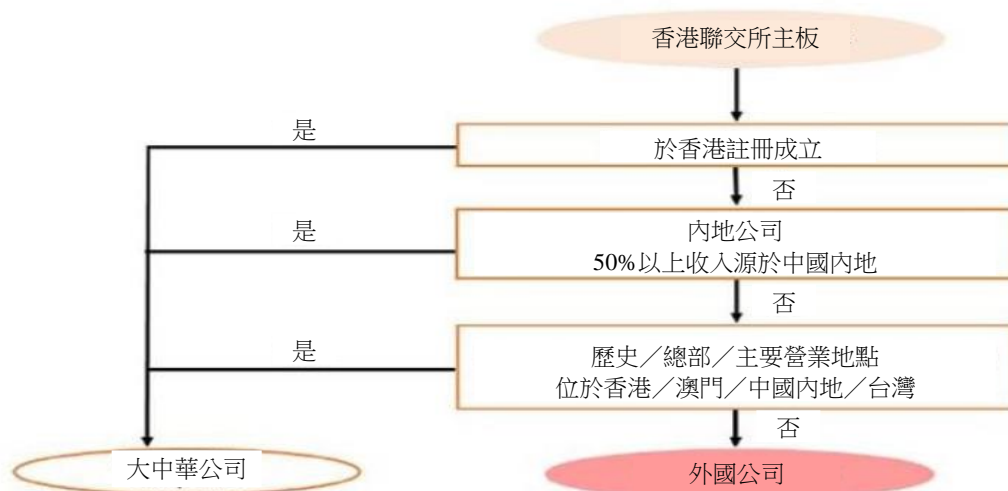 香港聯交所主板
是
於香港註冊成立
否
是
內地公司
50%以上收入源於中國內地
否
是
歷史／總部／主要營業地點
位於香港／澳門／中國內地／台灣
否
大中華公司
外國公司